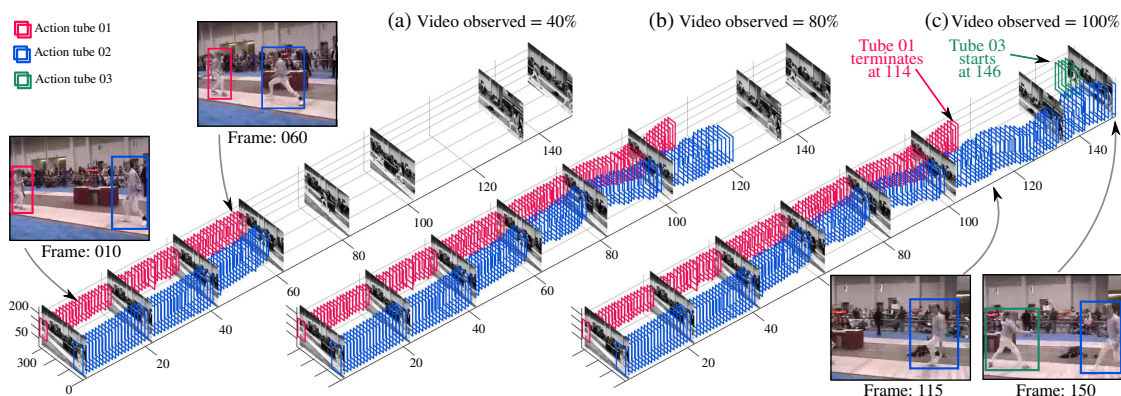 (a) Video observed = 40%
(b) Video observed = 80%
(c) Video observed = 100%
Action tube 01
Action tube 02
Action tube 03
Tube 01
terminates
at 114
Tube 03
starts
at 146
Frame: 060
Frame: 010
200
50
300
0
20
40
60
80
100
120
140
20
40
60
80
100
120
140
20
40
60
80
100
120
140
Frame: 115
Frame: 150